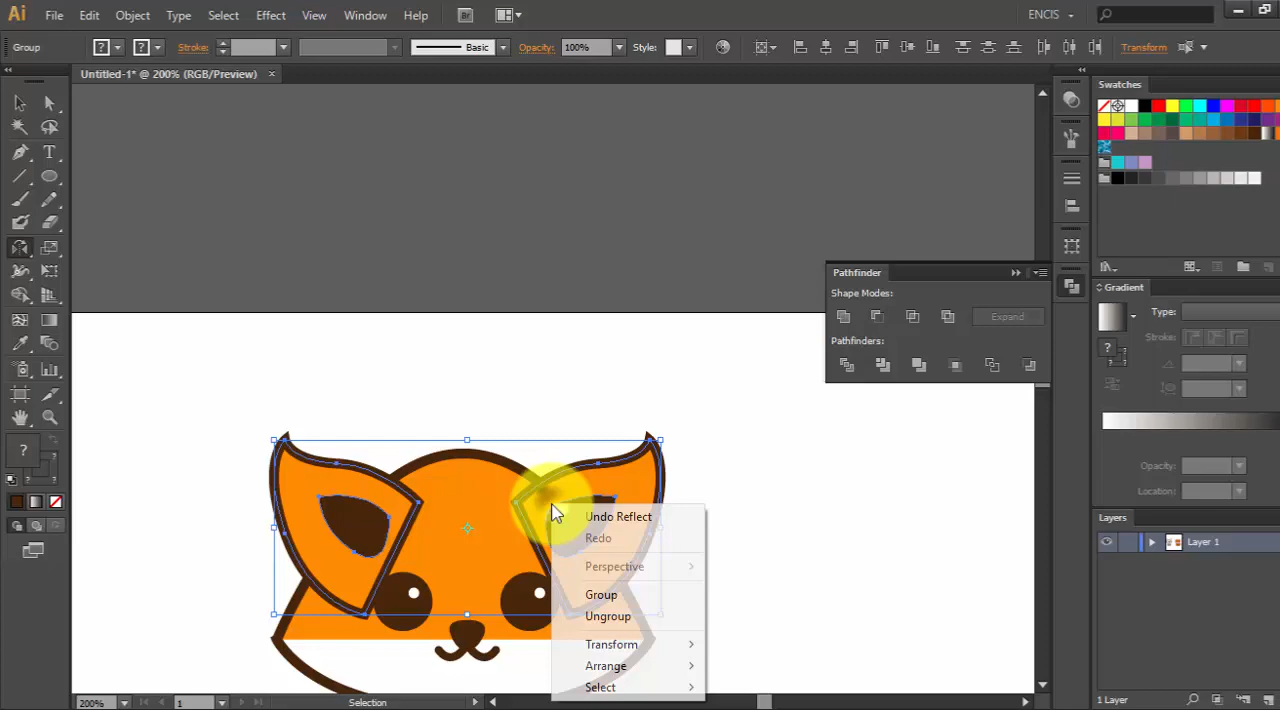 Ai File Edit Object Type Select Effect View Window Help Br ENCIS
Group ? ? Stroke: Basic Opacity: 100% Style: Transform
Untitled-1* @ 200% (RGB/Preview) ×
Swatches
Pathfinder
Shape Modes:
Expand
Pathfinders:
Gradient
Type:
Stroke:
Opacity:
Location:
?
?
T
Layers
Layer 1
Undo Reflect
Redo
Perspective
Group
Ungroup
Transform
Arrange
Select
200% 1 Selection
1 Layer